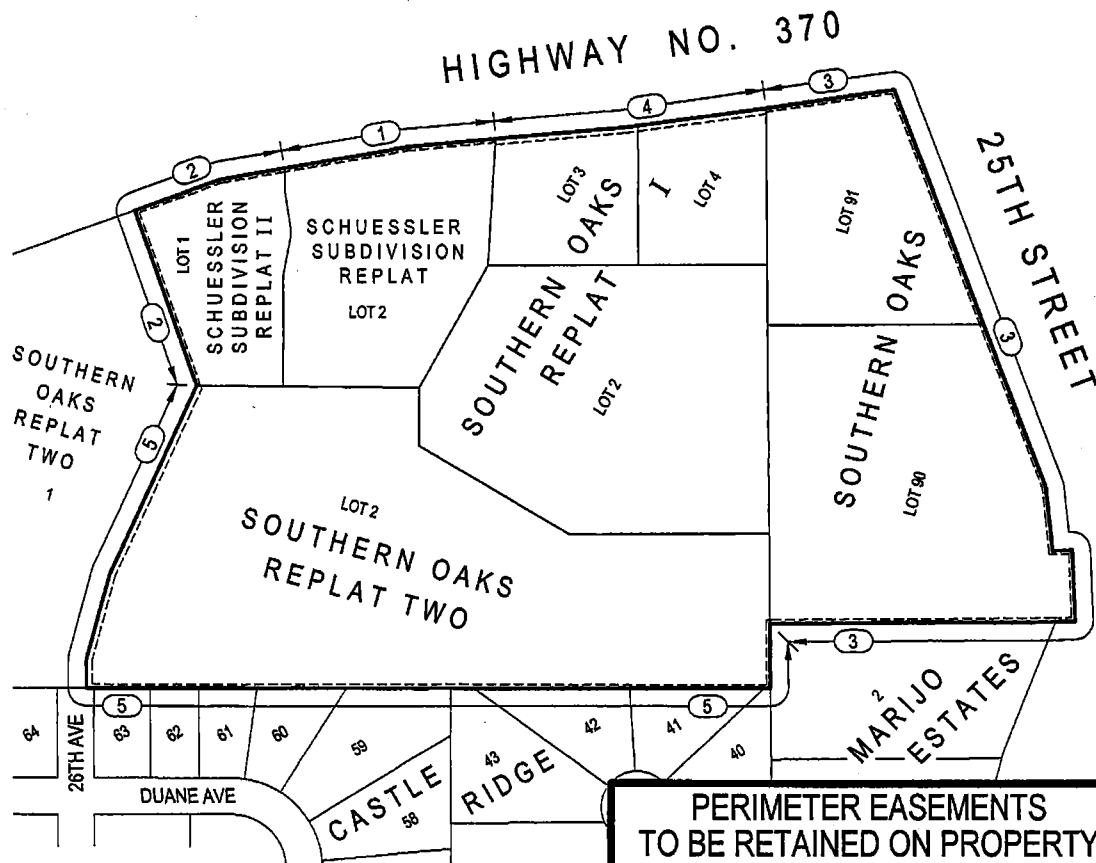 HIGHWAY NO. 370
3
4
1
2
25TH STREET
LOT 1
SCHUESSLER
SUBDIVISION
REPLAT II
SCHUESSLER
SUBDIVISION
REPLAT
LOT 2
LOT 3
LOT 4
SOUTHERN OAKS
REPLAT I
LOT 2
LOT 91
SOUTHERN OAKS
LOT 90
3
2
SOUTHERN
OAKS
REPLAT
TWO
1
5
LOT 2
SOUTHERN OAKS
REPLAT TWO
3
5
5
64
26TH AVE
63
62
61
60
59
43
42
41
40
2
MARIJO
ESTATES
DUANE AVE
CASTLE RIDGE
58
PERIMETER EASEMENTS
TO BE RETAINED ON PROPERTY